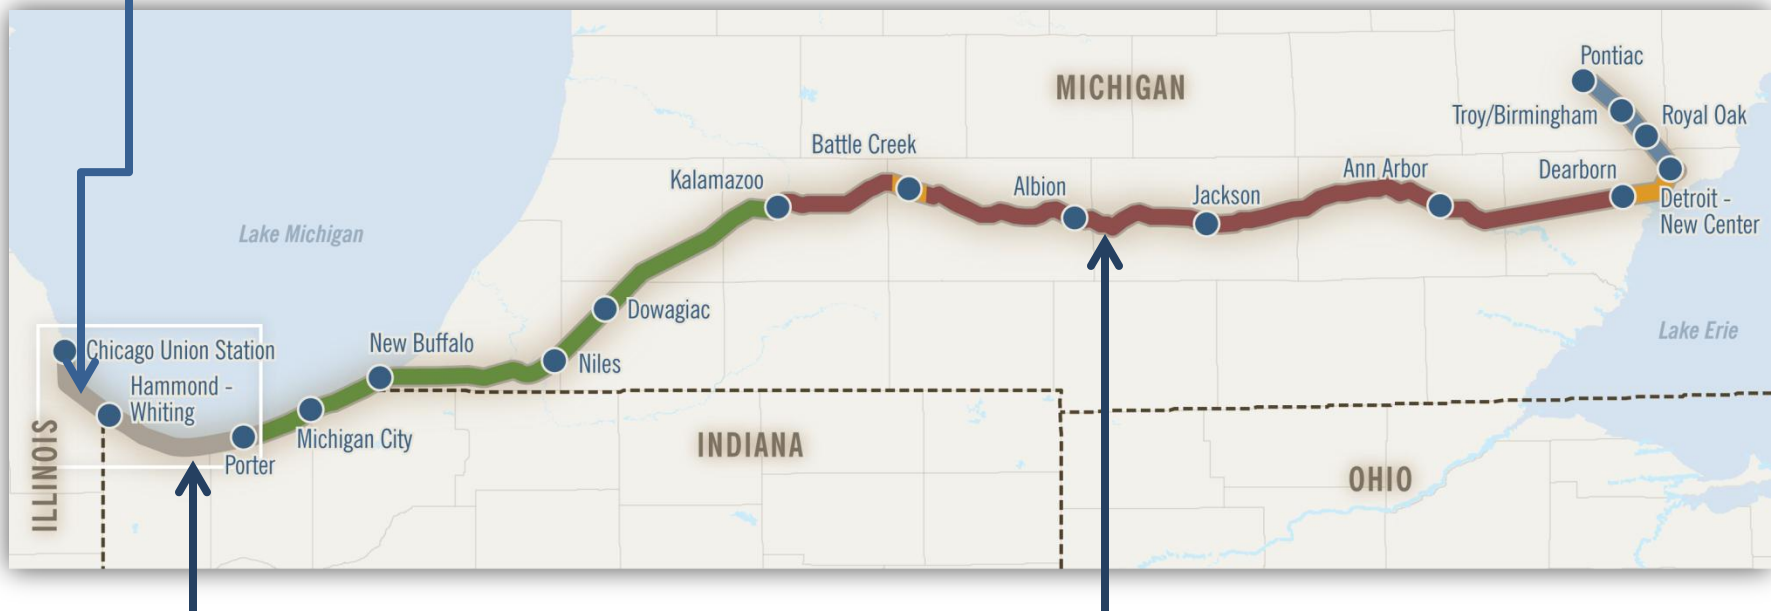 Pontiac
MICHIGAN
Troy/Birmingham
Royal Oak
Battle Creek
Ann Arbor
Dearborn
Kalamazoo
Albion
Jackson
Detroit -
New Center
Lake Michigan
Dowagiac
Lake Erie
New Buffalo
Chicago Union Station
Niles
Hammond -
Whiting
Michigan City
INDIANA
Porter
ILLINOIS
OHIO